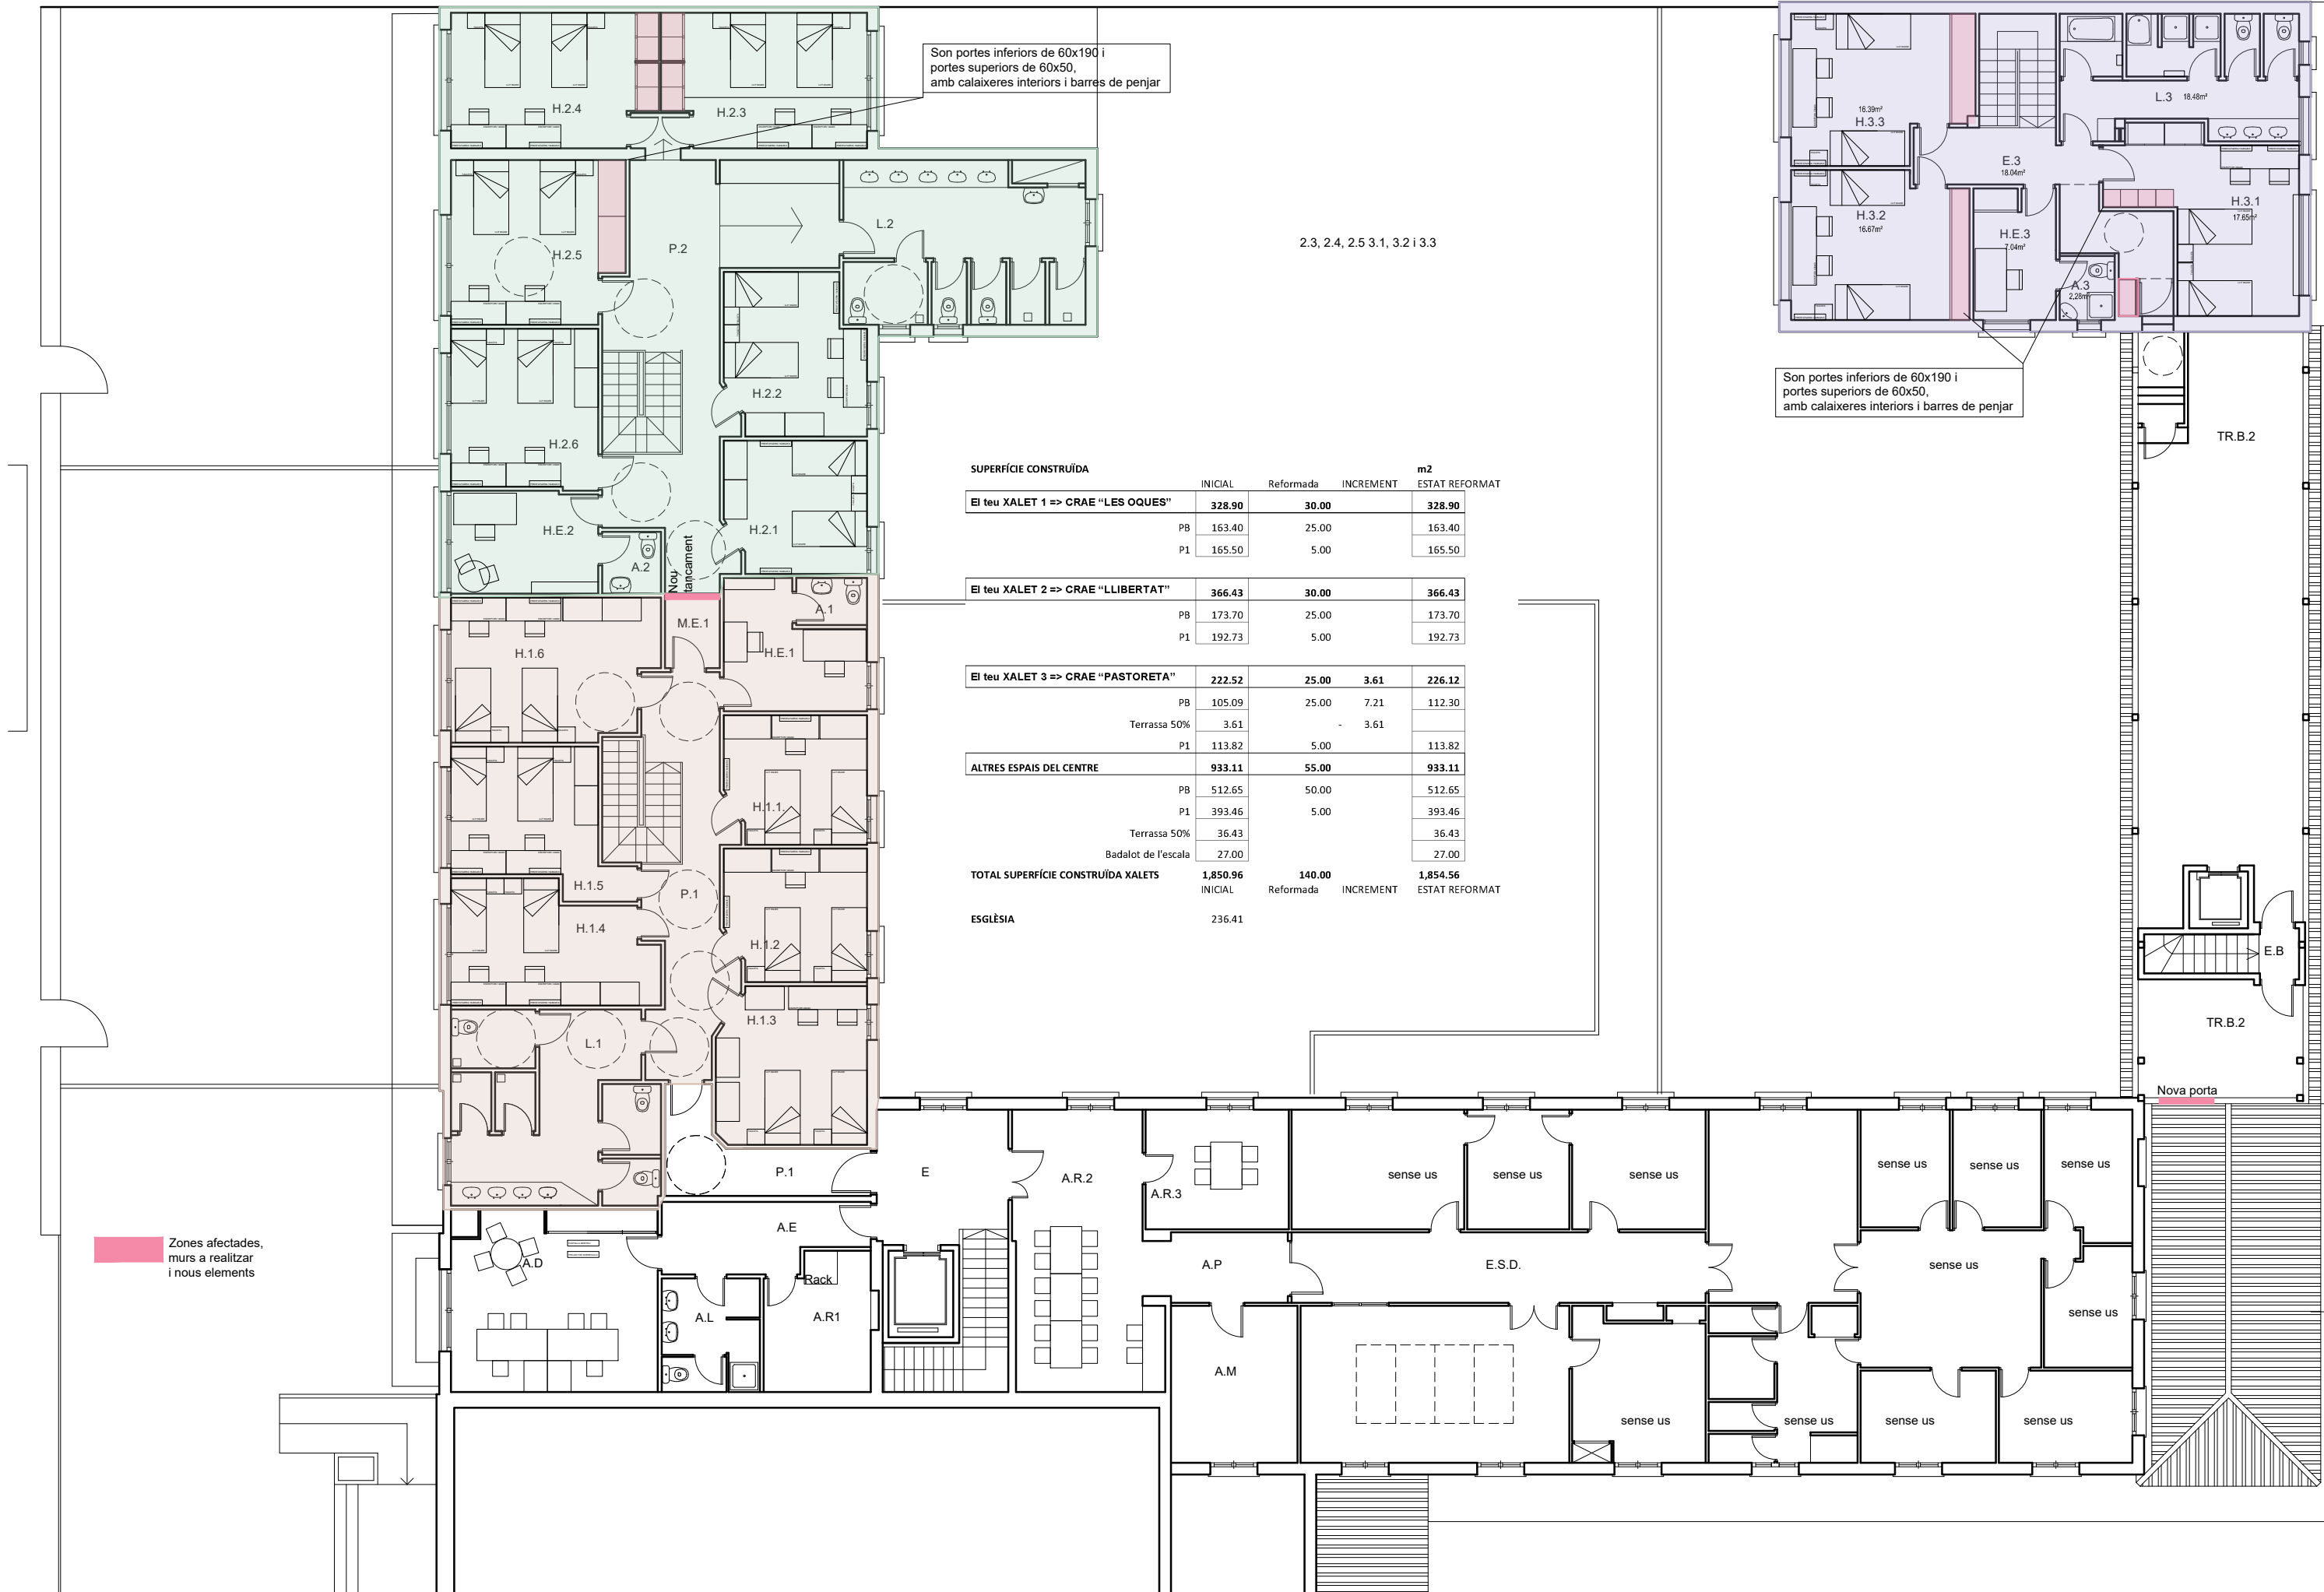 Son portes inferiors de 60x190 i
portes superiors de 60x50,
amb calaixeres interiors i barres de penjar
H.2.4
H.2.3
H.2.5
P.2
L.2
H.2.2
H.2.6
H.2.1
H.E.2
A.2
Nou
tancament
2.3, 2.4, 2.5 3.1, 3.2 i 3.3
16.39m²
H.3.3
L.3 18.48m²
E.3
18.04m²
H.3.2
16.67m²
H.E.3
7.04m²
H.3.1
17.65m²
A.3
2.28m²
Son portes inferiors de 60x190 i
portes superiors de 60x50,
amb calaixeres interiors i barres de penjar
TR.B.2
E.B
TR.B.2
Nova porta
SUPERFÍCIE CONSTRUÏDA m2
INICIAL Reformada INCREMENT ESTAT REFORMAT
El teu XALET 1 => CRAE “LES OQUES” 328.90 30.00 328.90
PB 163.40 25.00 163.40
P1 165.50 5.00 165.50
El teu XALET 2 => CRAE “LLIBERTAT” 366.43 30.00 366.43
PB 173.70 25.00 173.70
P1 192.73 5.00 192.73
El teu XALET 3 => CRAE “PASTORETA” 222.52 25.00 3.61 226.12
PB 105.09 25.00 7.21 112.30
Terrassa 50% 3.61 - 3.61
P1 113.82 5.00 113.82
ALTRES ESPAIS DEL CENTRE 933.11 55.00 933.11
PB 512.65 50.00 512.65
P1 393.46 5.00 393.46
Terrassa 50% 36.43 36.43
Badalot de l'escala 27.00 27.00
TOTAL SUPERFÍCIE CONSTRUÏDA XALETS 1,850.96 140.00 1,854.56
INICIAL Reformada INCREMENT ESTAT REFORMAT
ESGLÈSIA 236.41
M.E.1
A.1
H.1.6
H.E.1
H.1.1.
H.1.5
P.1
H.1.4
H.1.2
H.1.3
L.1
P.1
E
A.R.2
A.R.3
sense us
sense us
sense us
sense us
sense us
sense us
A.E
A.D
Rack
A.L
A.R1
A.P
E.S.D.
sense us
sense us
A.M
sense us
sense us
sense us
sense us
Zones afectades,
murs a realitzar
i nous elements